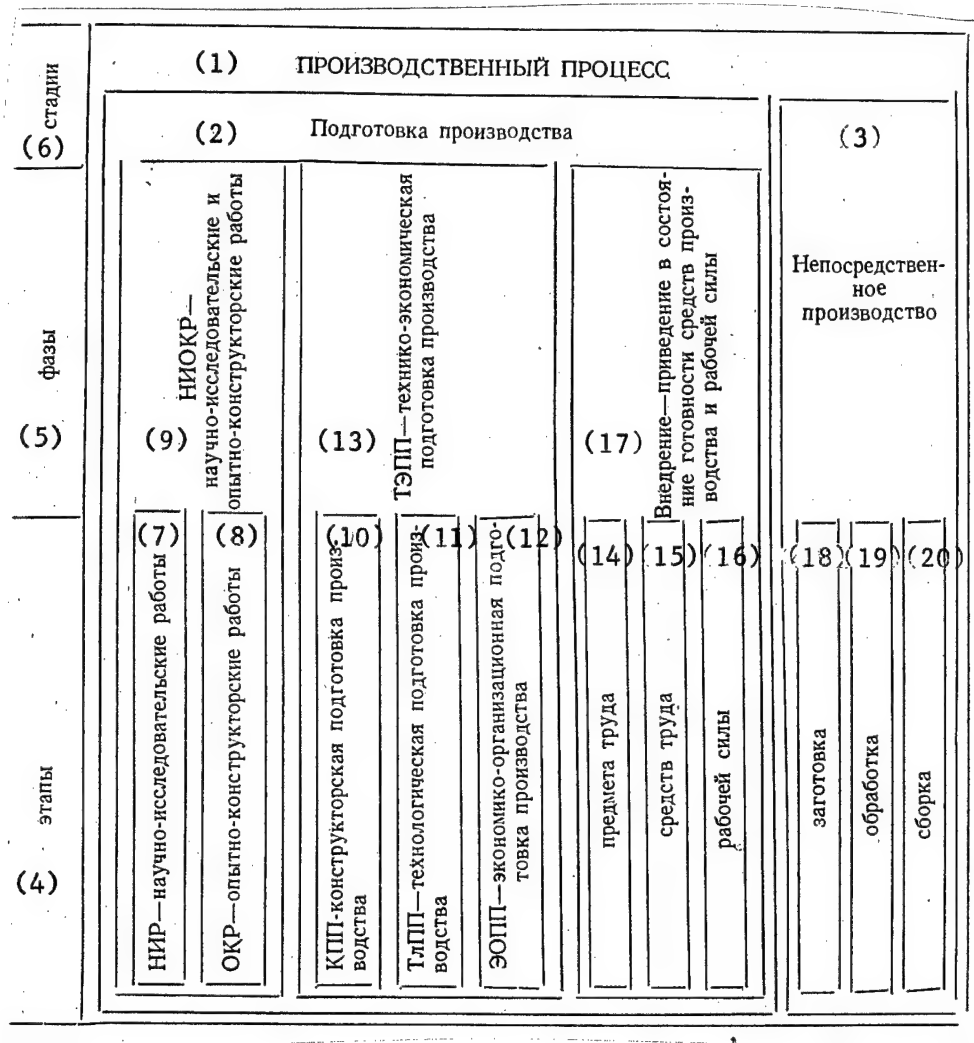 (1) ПРОИЗВОДСТВЕННЫЙ ПРОЦЕСС
стадии
(6)
(2) Подготовка производства
(3)
Непосредствен-
ное
производство
фазы
(5)
(9)
НИОКР—
научно-исследовательские и
опытно-конструкторские работы
(13)
ТЭПП—технико-экономическая
подготовка производства
(17)
Внедрение—приведение в состоя-
ние готовности средств произ-
водства и рабочей силы
этапы
(4)
(7)
НИР—научно-исследовательские работы
(8)
ОКР—опытно-конструкторские работы
(10)
КПП-конструкторская подготовка произ-
водства
(11)
ТлПП—технологическая подготовка произ-
водства
(12)
ЭОПП—экономико-организационная подго-
товка производства
(14)
предмета труда
(15)
средств труда
(16)
рабочей силы
(18)
заготовка
(19)
обработка
(20)
сборка